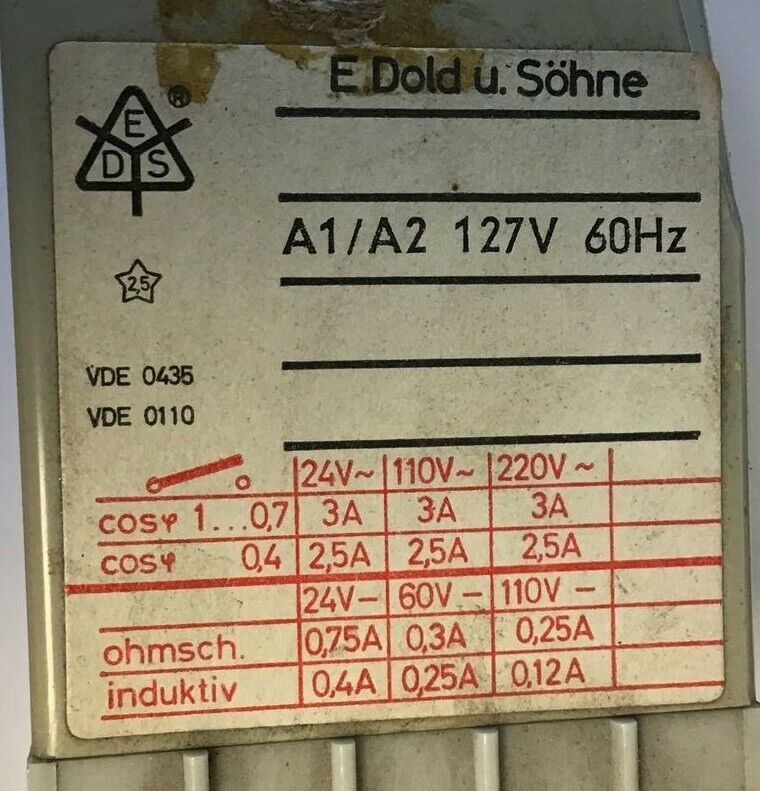 E. Dold u. Söhne
®
E
D S
A1/A2 127V 60Hz
2,5
VDE 0435
VDE 0110
24V~ 110V~ 220V~
cosφ 1...0,7 3A 3A 3A
cosφ 0,4 2,5A 2,5A 2,5A
24V– 60V– 110V–
ohmsch. 0,75A 0,3A 0,25A
induktiv 0,4A 0,25A 0,12A